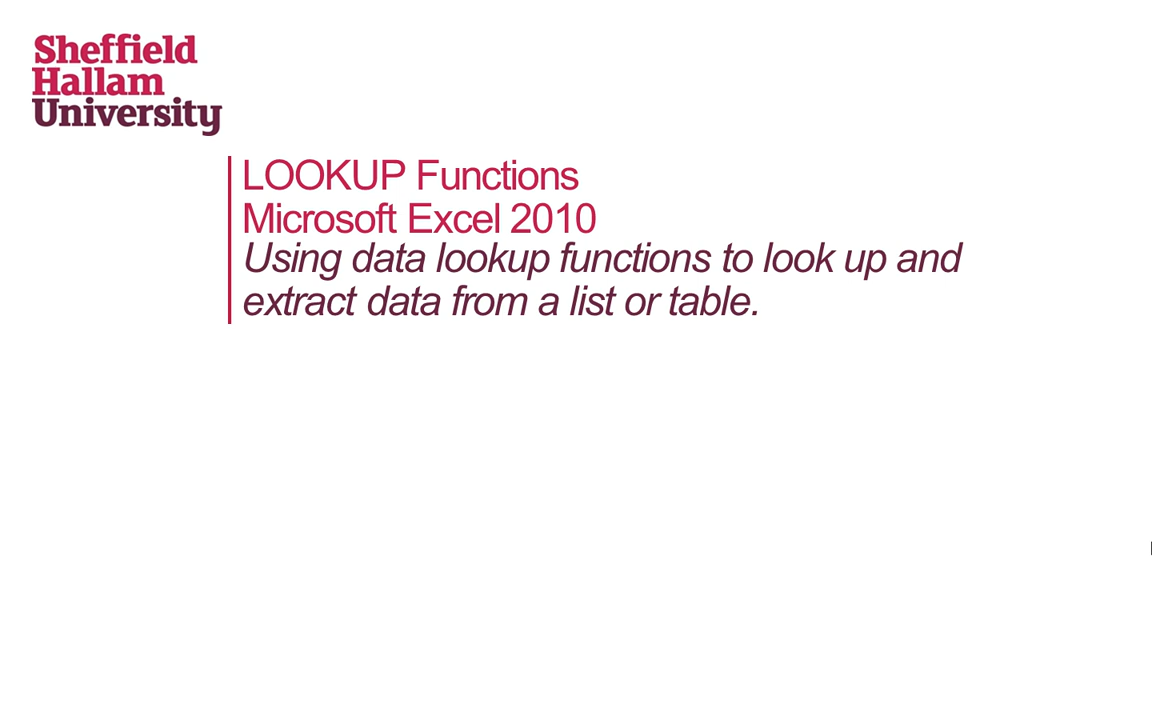 Sheffield
Hallam
University
LOOKUP Functions
Microsoft Excel 2010
Using data lookup functions to look up and
extract data from a list or table.